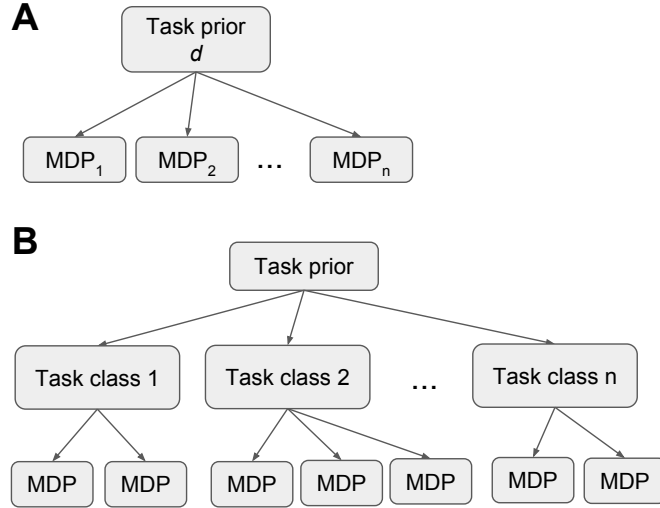 A
Task prior
d
MDP1 MDP2 ... MDPn
B
Task prior
Task class 1 Task class 2 ... Task class n
MDP MDP MDP MDP MDP MDP MDP